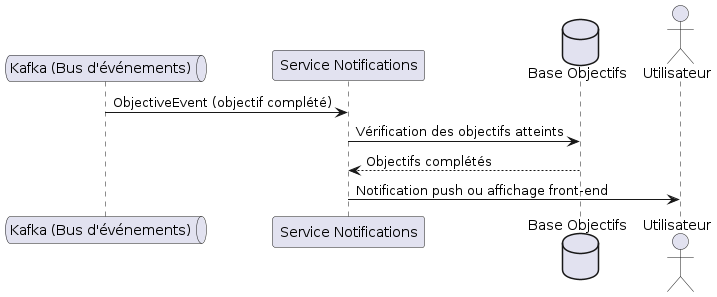 Kafka (Bus d'événements)
Service Notifications
Base Objectifs
Utilisateur
ObjectiveEvent (objectif complété)
Vérification des objectifs atteints
Objectifs complétés
Notification push ou affichage front-end
Kafka (Bus d'événements)
Service Notifications
Base Objectifs
Utilisateur